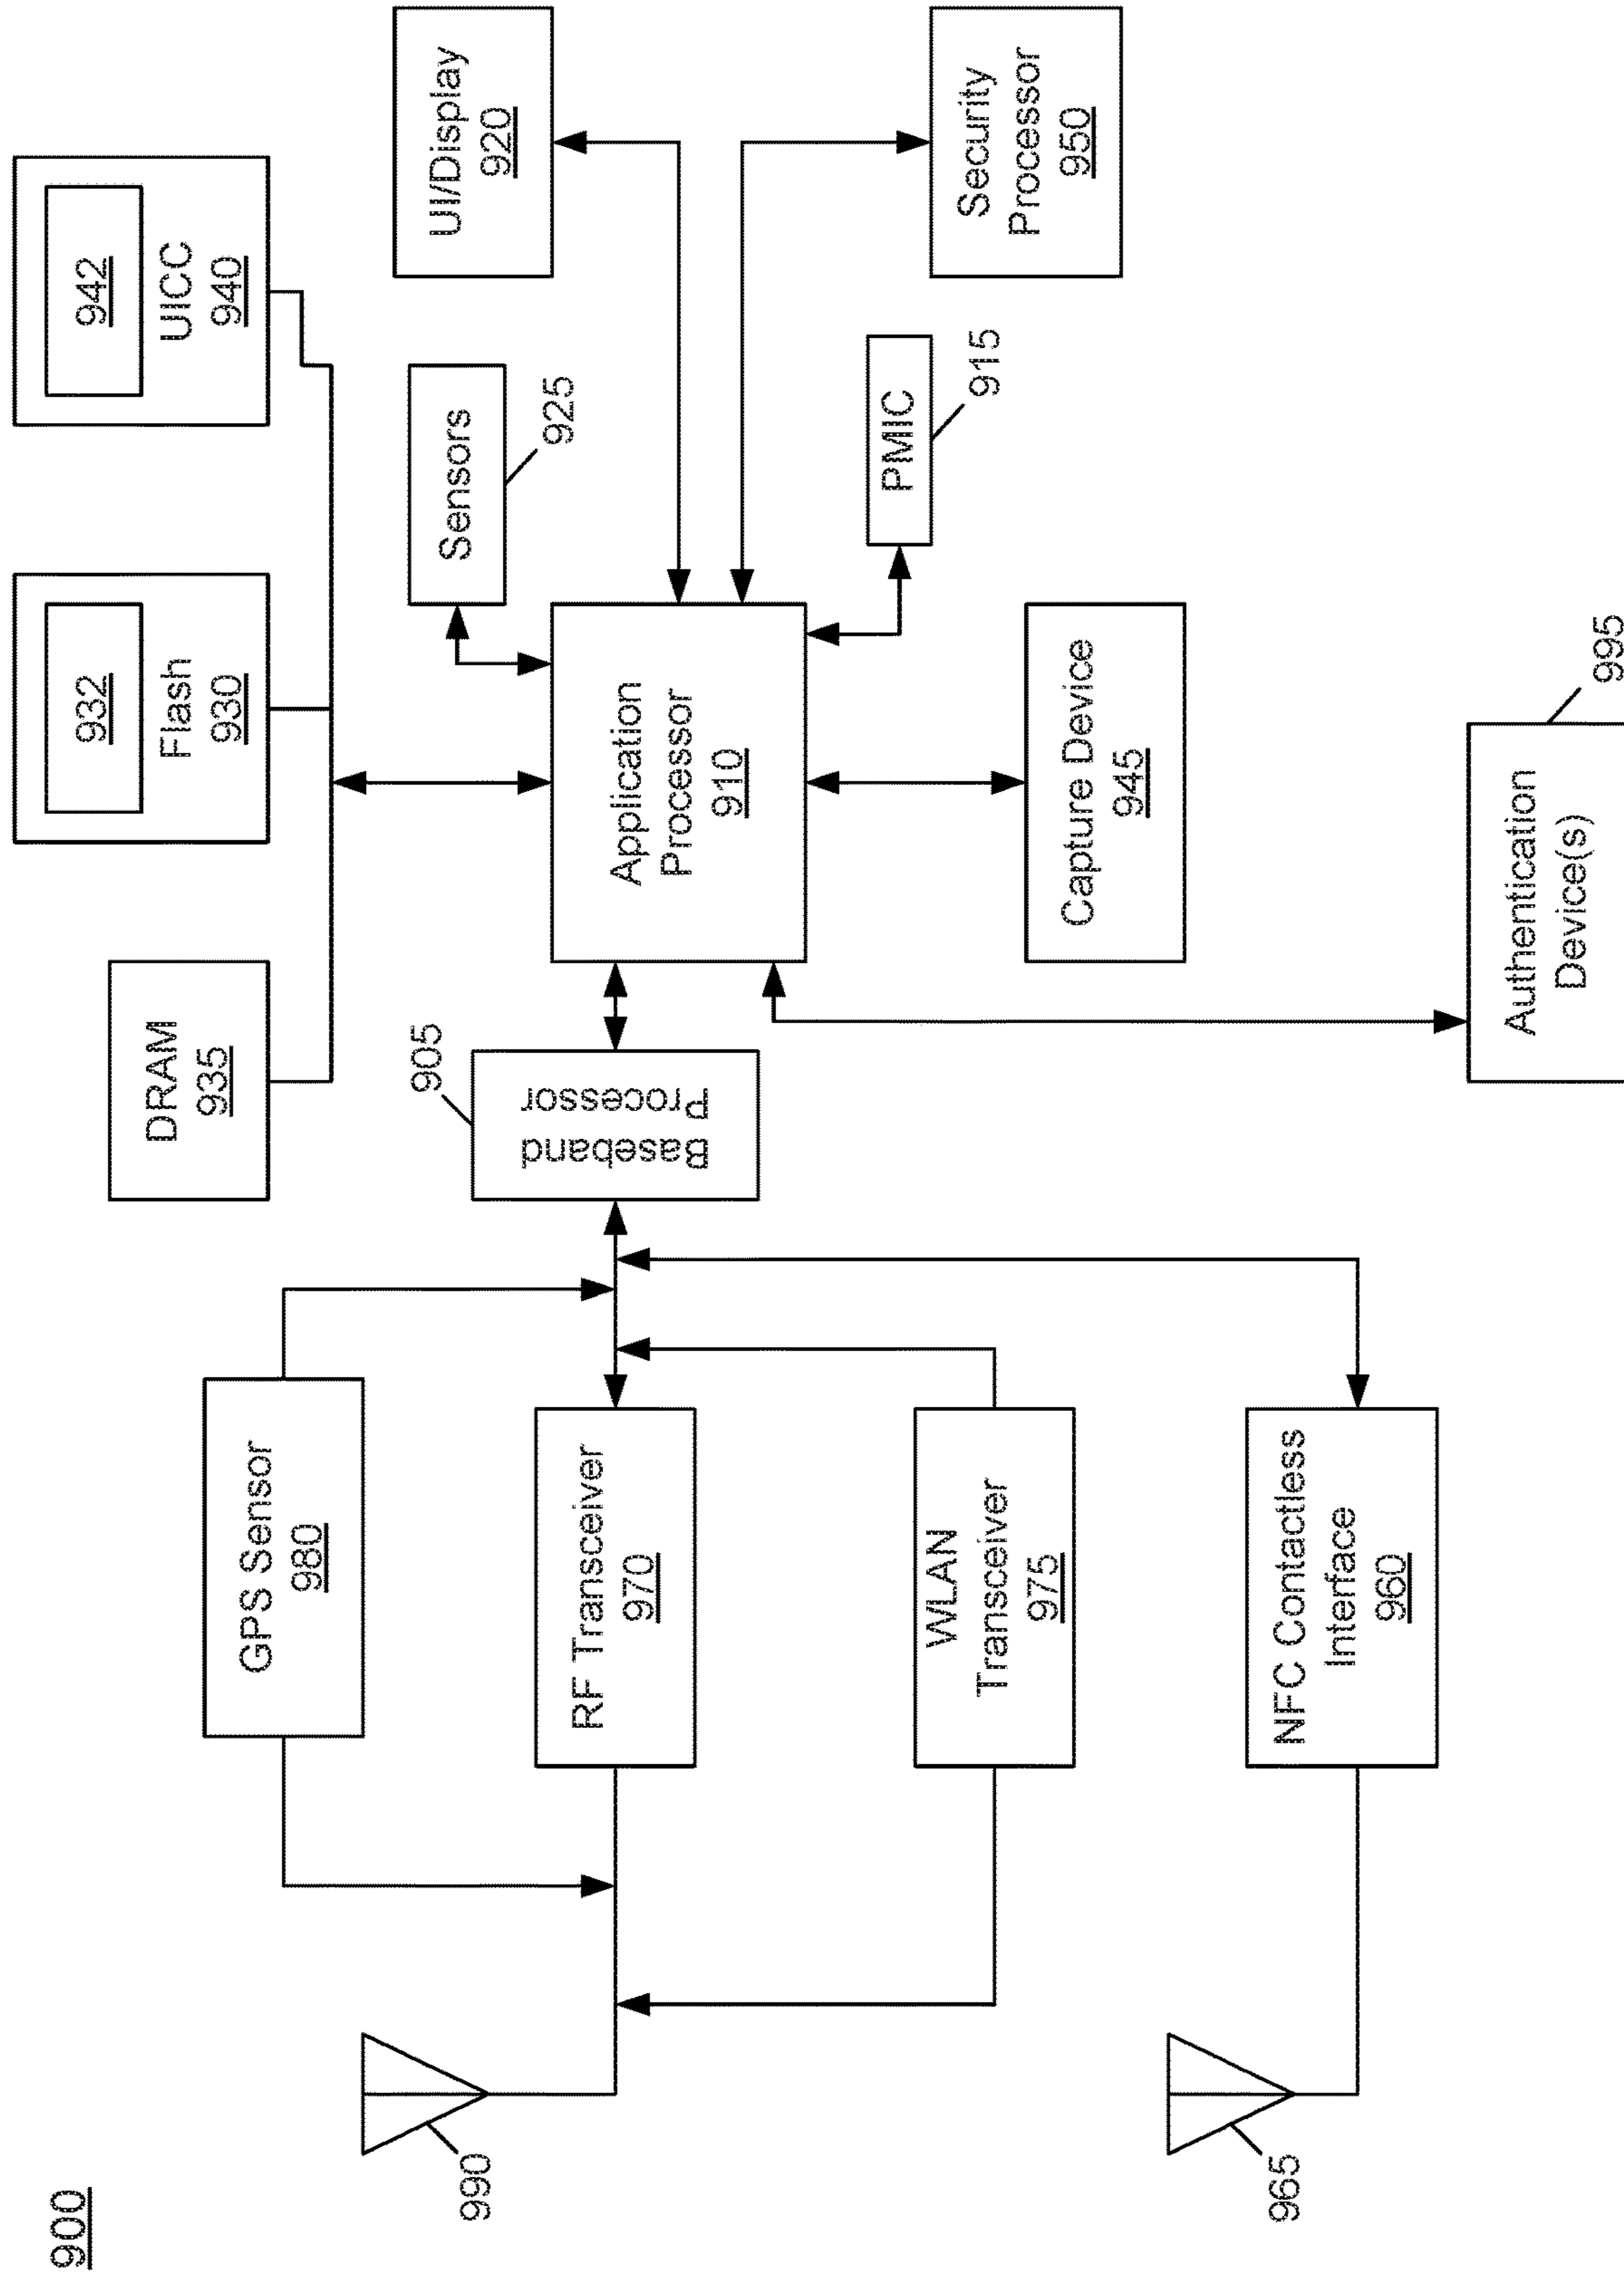 900
DRAM
935
932
Flash
930
942
UICC
940
Sensors
925
UI/Display
920
Application
Processor
910
Baseband
Processor
905
PMIC
915
Security
Processor
950
Capture Device
945
Authentication
Device(s)
995
GPS Sensor
980
RF Transceiver
970
WLAN
Transceiver
975
NFC Contactless
Interface
960
990
965